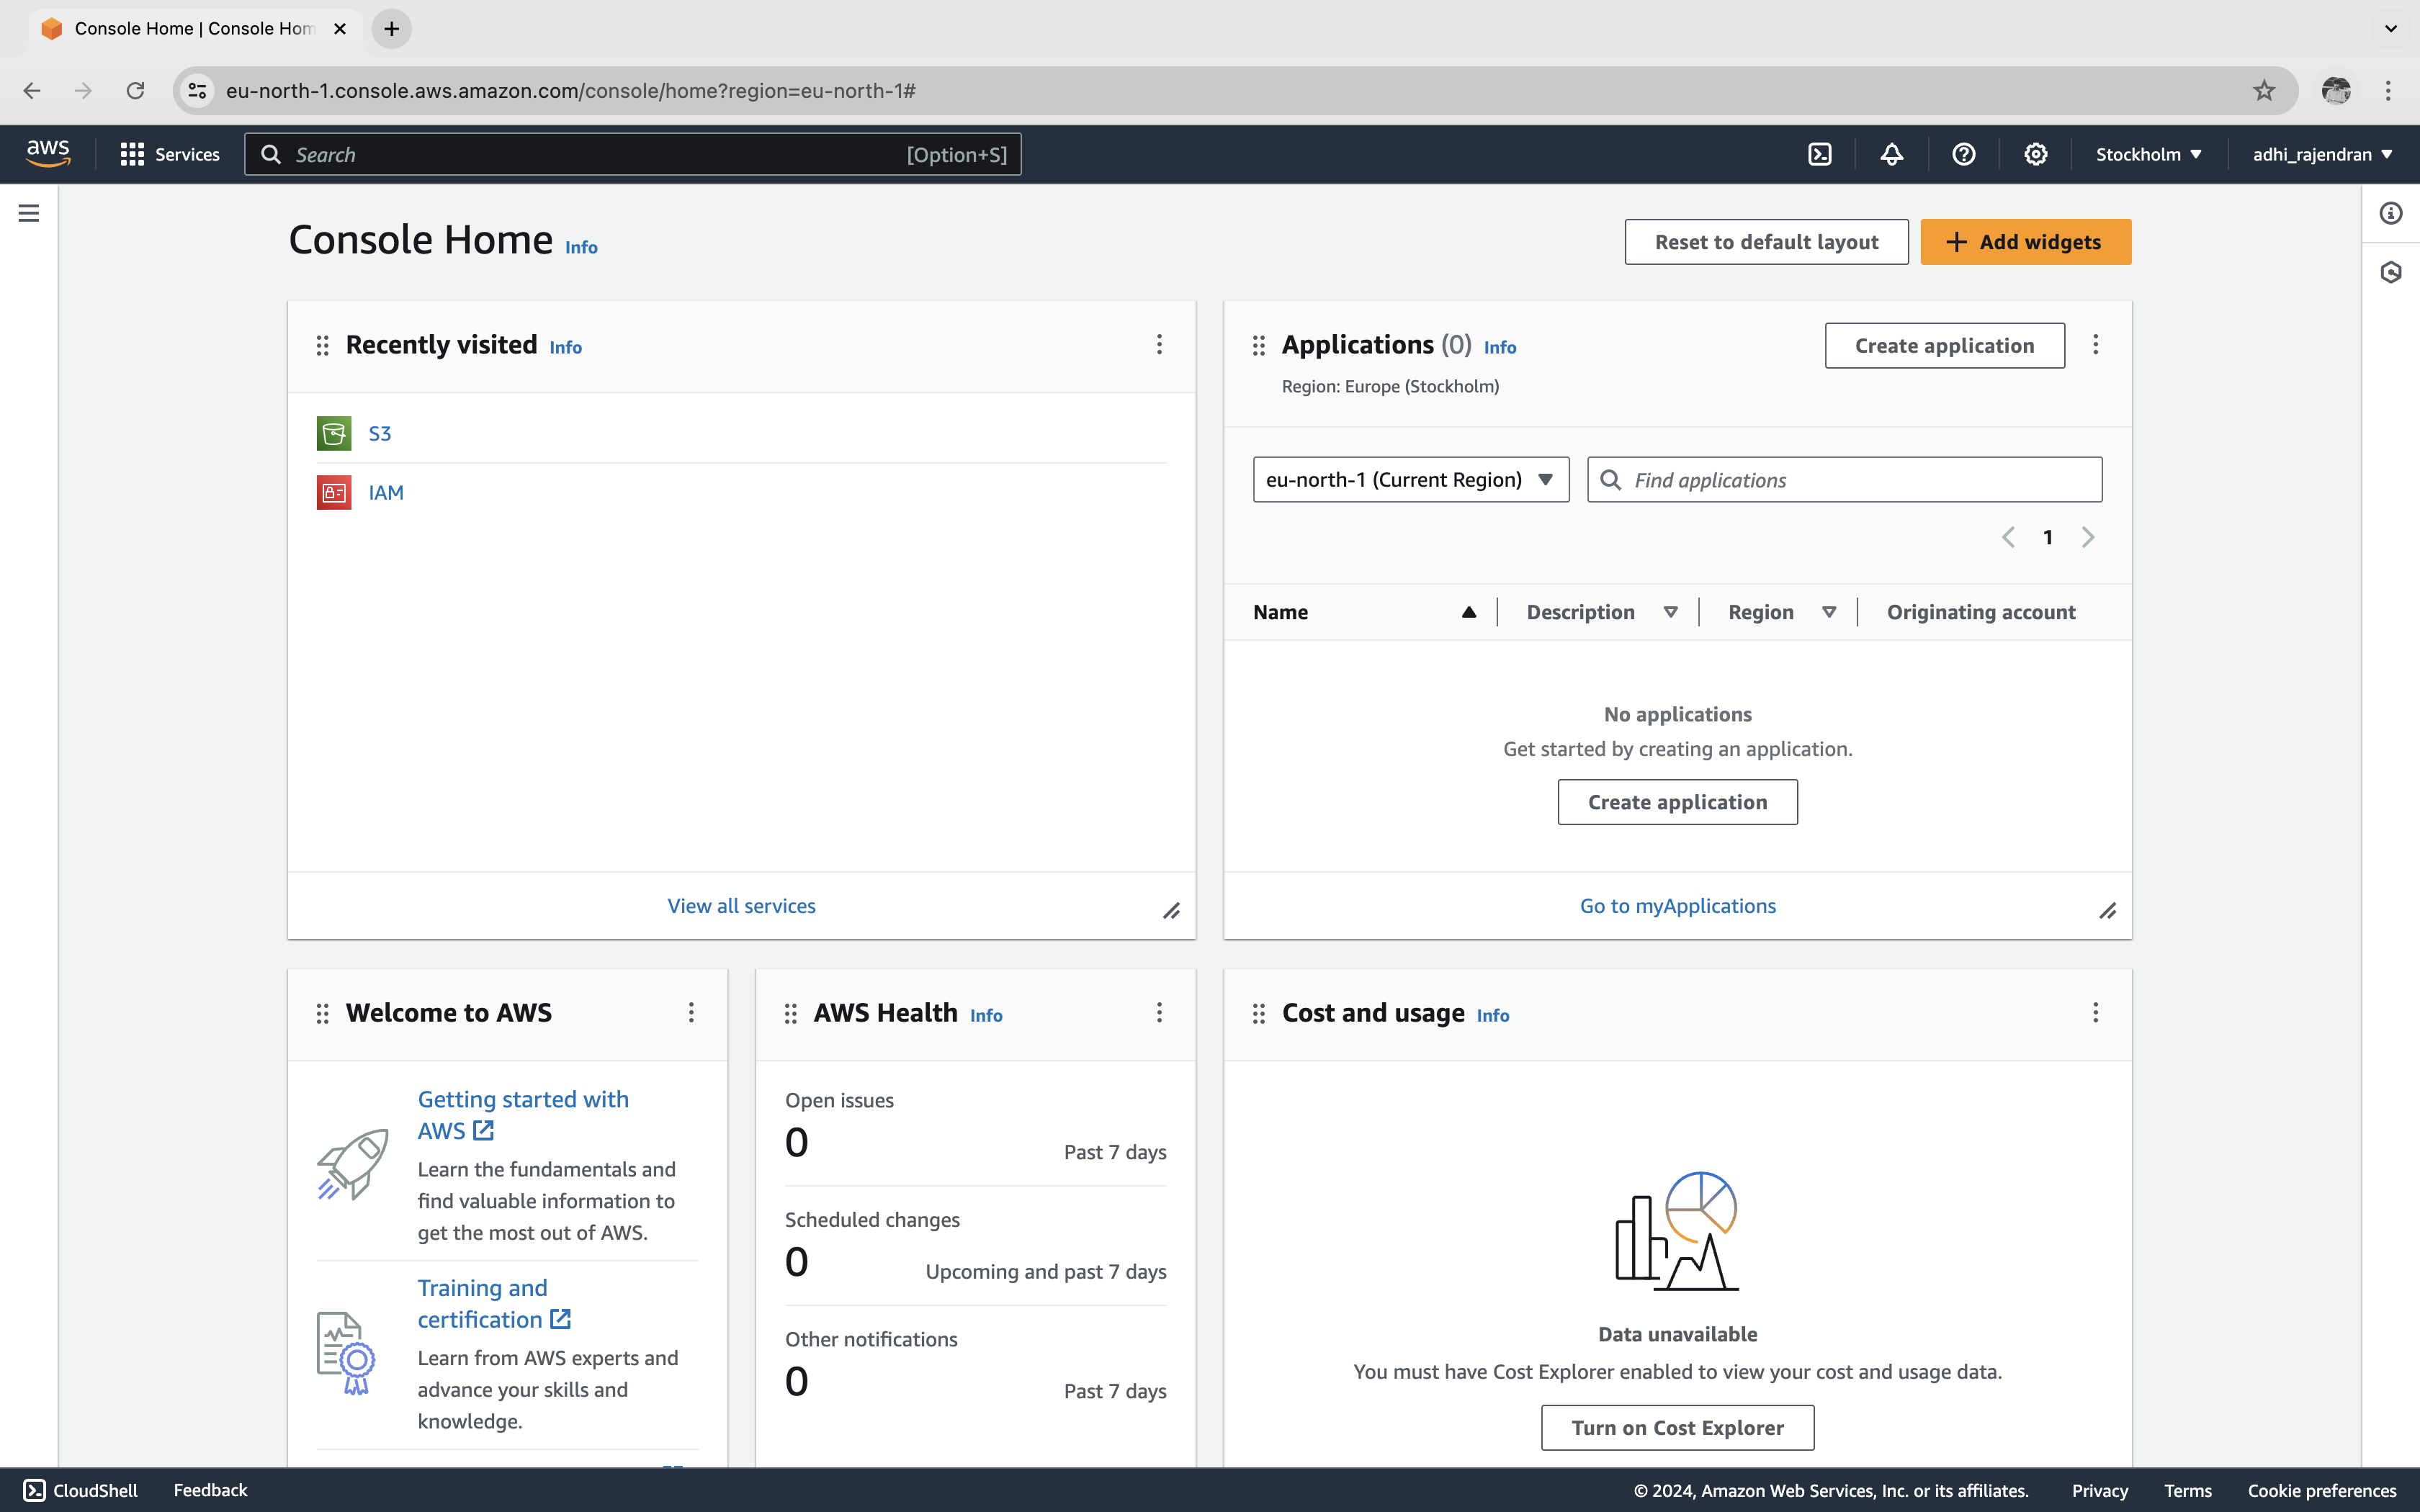 Console Home | Console Hom
eu-north-1.console.aws.amazon.com/console/home?region=eu-north-1#
aws
Services
Search
[Option+S]
Stockholm
adhi_rajendran
Console Home Info
Reset to default layout
Add widgets
Recently visited Info
S3
IAM
View all services
Applications (0) Info
Region: Europe (Stockholm)
Create application
eu-north-1 (Current Region)
Find applications
1
Name
Description
Region
Originating account
No applications
Get started by creating an application.
Create application
Go to myApplications
Welcome to AWS
Getting started with
AWS
Learn the fundamentals and
find valuable information to
get the most out of AWS.
Training and
certification
Learn from AWS experts and
advance your skills and
knowledge.
AWS Health Info
Open issues
0
Past 7 days
Scheduled changes
0
Upcoming and past 7 days
Other notifications
0
Past 7 days
Cost and usage Info
Data unavailable
You must have Cost Explorer enabled to view your cost and usage data.
Turn on Cost Explorer
CloudShell
Feedback
© 2024, Amazon Web Services, Inc. or its affiliates.
Privacy
Terms
Cookie preferences